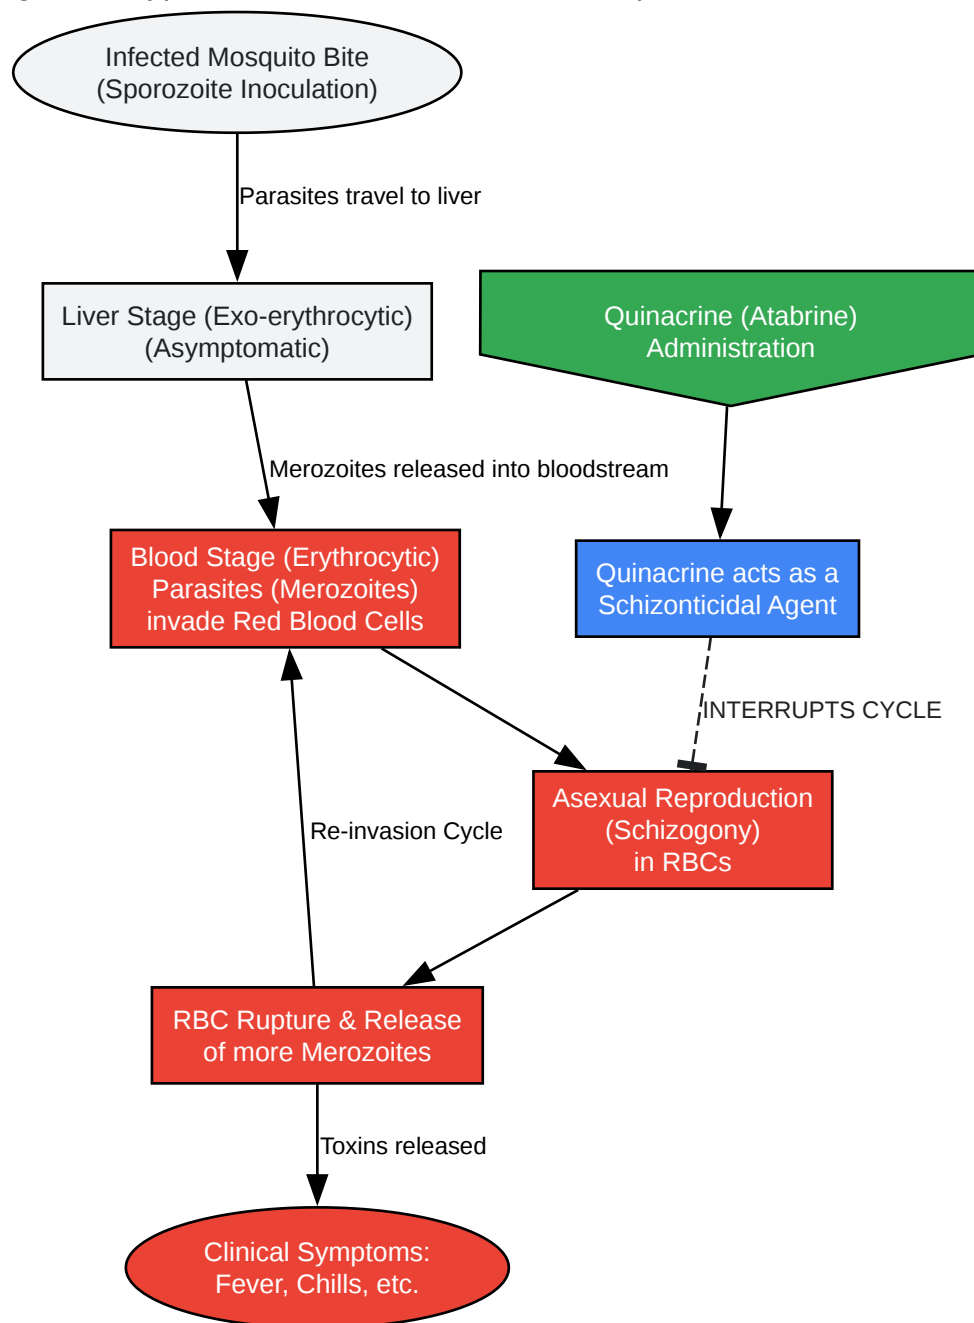 Infected Mosquito Bite
(Sporozoite Inoculation)
Parasites travel to liver
Liver Stage (Exo-erythrocytic)
(Asymptomatic)
Quinacrine (Atabrine)
Administration
Merozoites released into bloodstream
Blood Stage (Erythrocytic)
Parasites (Merozoites)
invade Red Blood Cells
Quinacrine acts as a
Schizonticidal Agent
INTERRUPTS CYCLE
Asexual Reproduction
(Schizogony)
in RBCs
Re-invasion Cycle
RBC Rupture & Release
of more Merozoites
Toxins released
Clinical Symptoms:
Fever, Chills, etc.